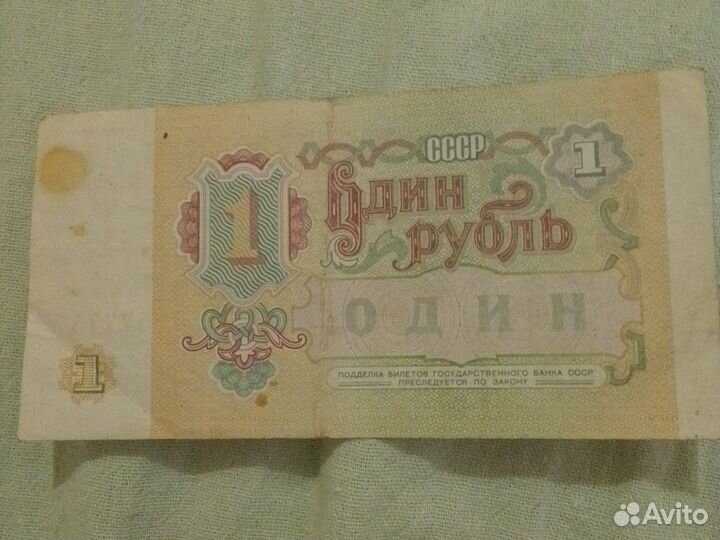 СССР
1
1
Один
рубль
ОДИН
ПОДДЕЛКА БИЛЕТОВ ГОСУДАРСТВЕННОГО БАНКА СССР
ПРЕСЛЕДУЕТСЯ ПО ЗАКОНУ
1
Avito